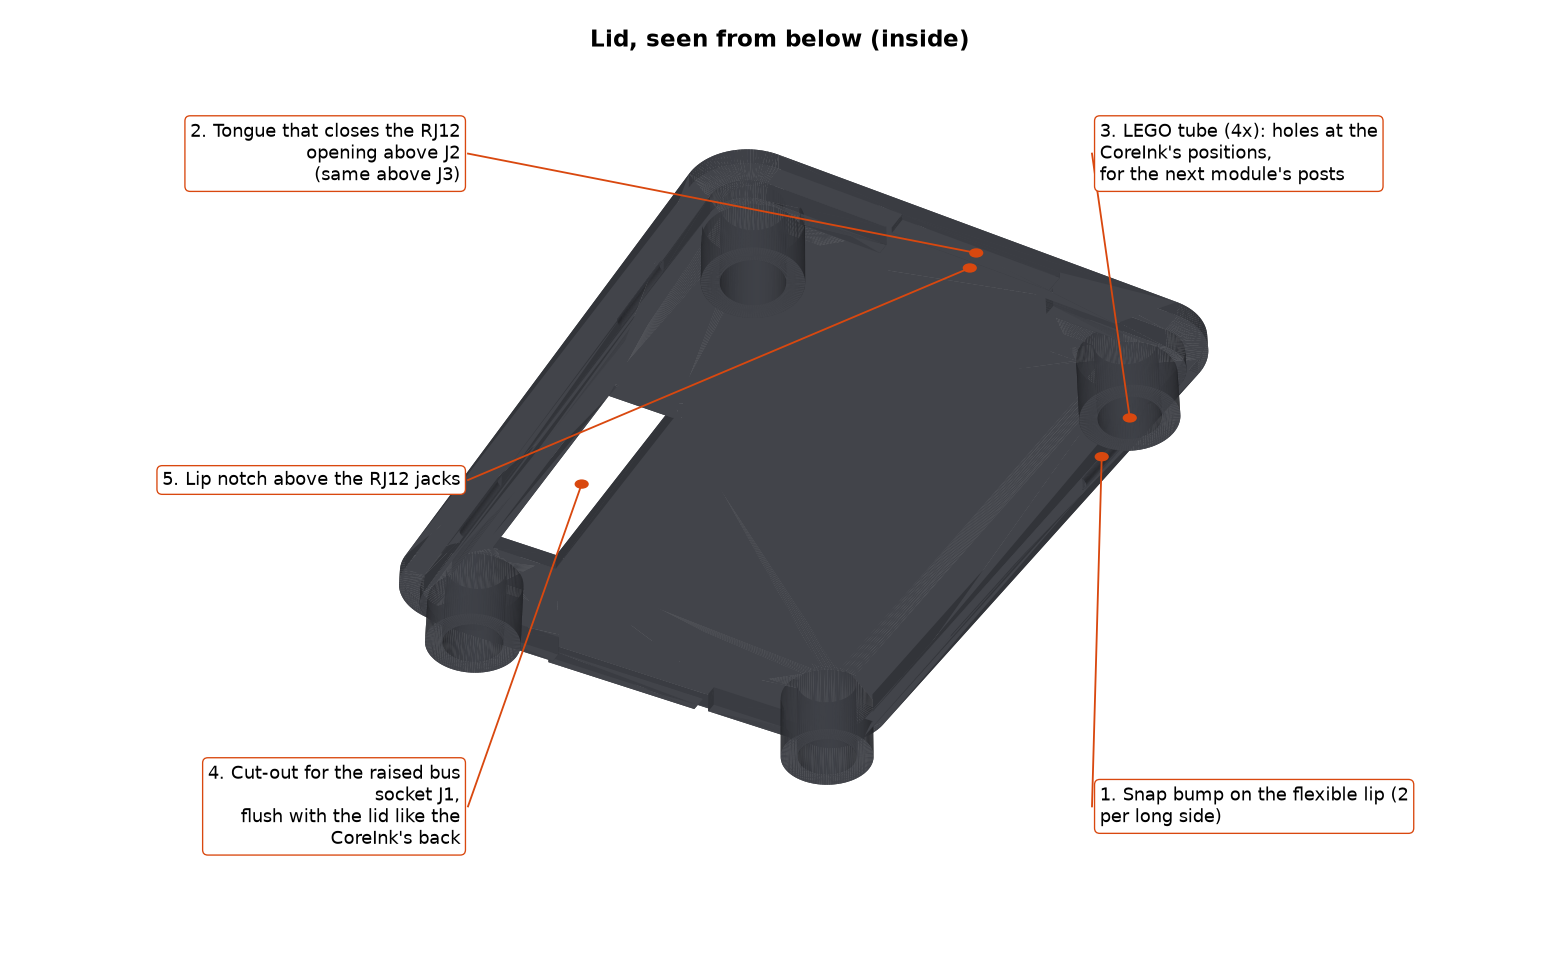 Lid, seen from below (inside)
2. Tongue that closes the RJ12
opening above J2
(same above J3)
3. LEGO tube (4x): holes at the
CoreInk's positions,
for the next module's posts
5. Lip notch above the RJ12 jacks
4. Cut-out for the raised bus
socket J1,
flush with the lid like the
CoreInk's back
1. Snap bump on the flexible lip (2
per long side)